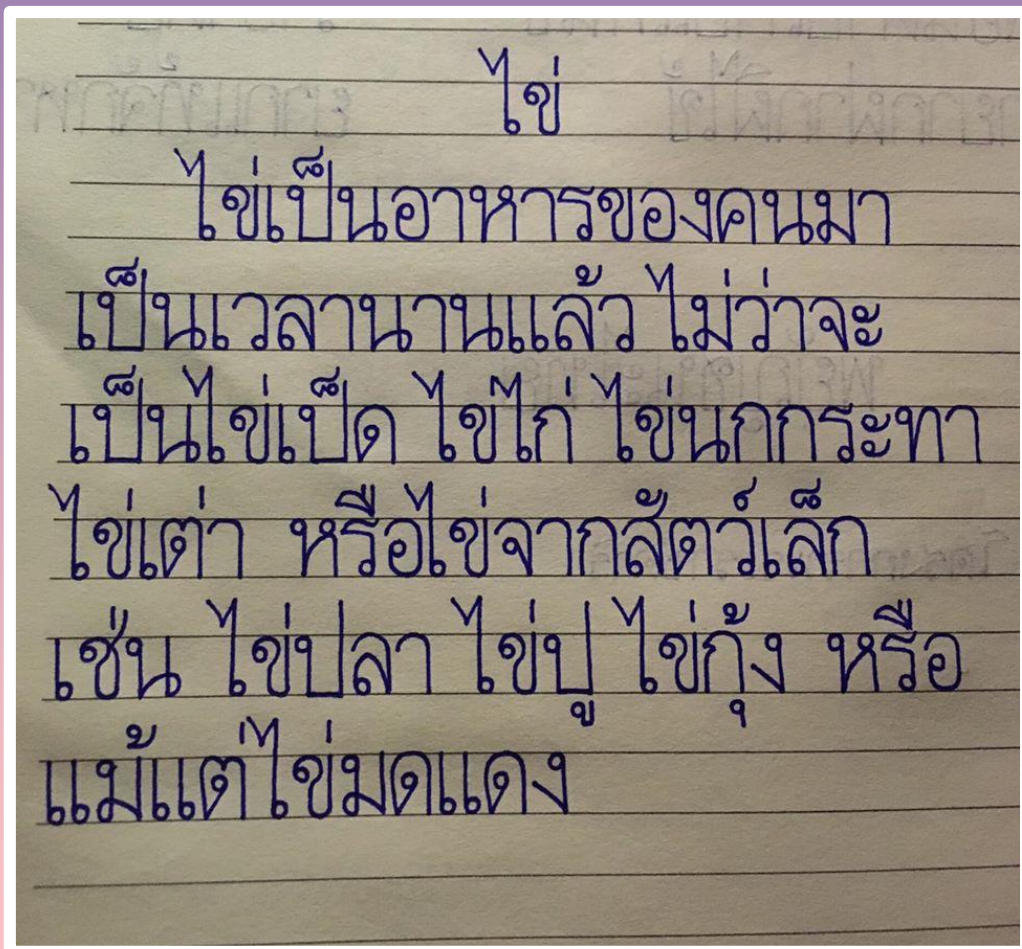 ไข่
ไข่เป็นอาหารของคนมา
เป็นเวลานานแล้ว ไม่ว่าจะ
เป็นไข่เป็ด ไข่ไก่ ไข่นกกระทา
ไข่เต่า หรือไข่จากสัตว์เล็ก
เช่น ไข่ปลา ไข่ปู ไข่กุ้ง หรือ
แม้แต่ไข่มดแดง